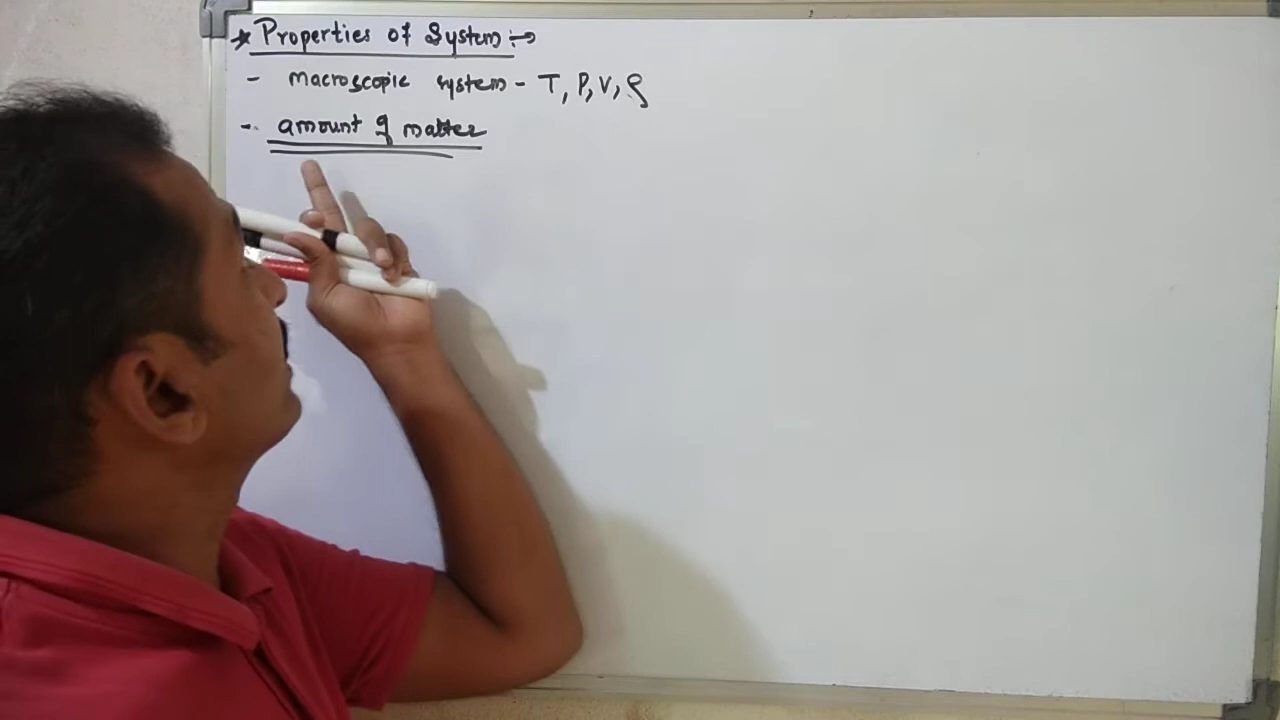 * Properties of System :->
- macroscopic system - T, P, V, ρ
- amount of matter